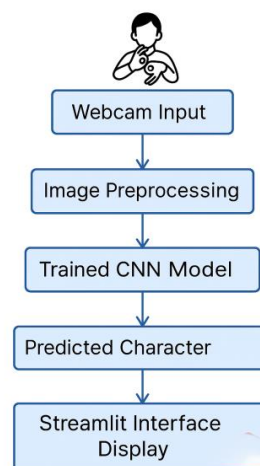 Webcam Input
Image Preprocessing
Trained CNN Model
Predicted Character
Streamlit Interface
Display